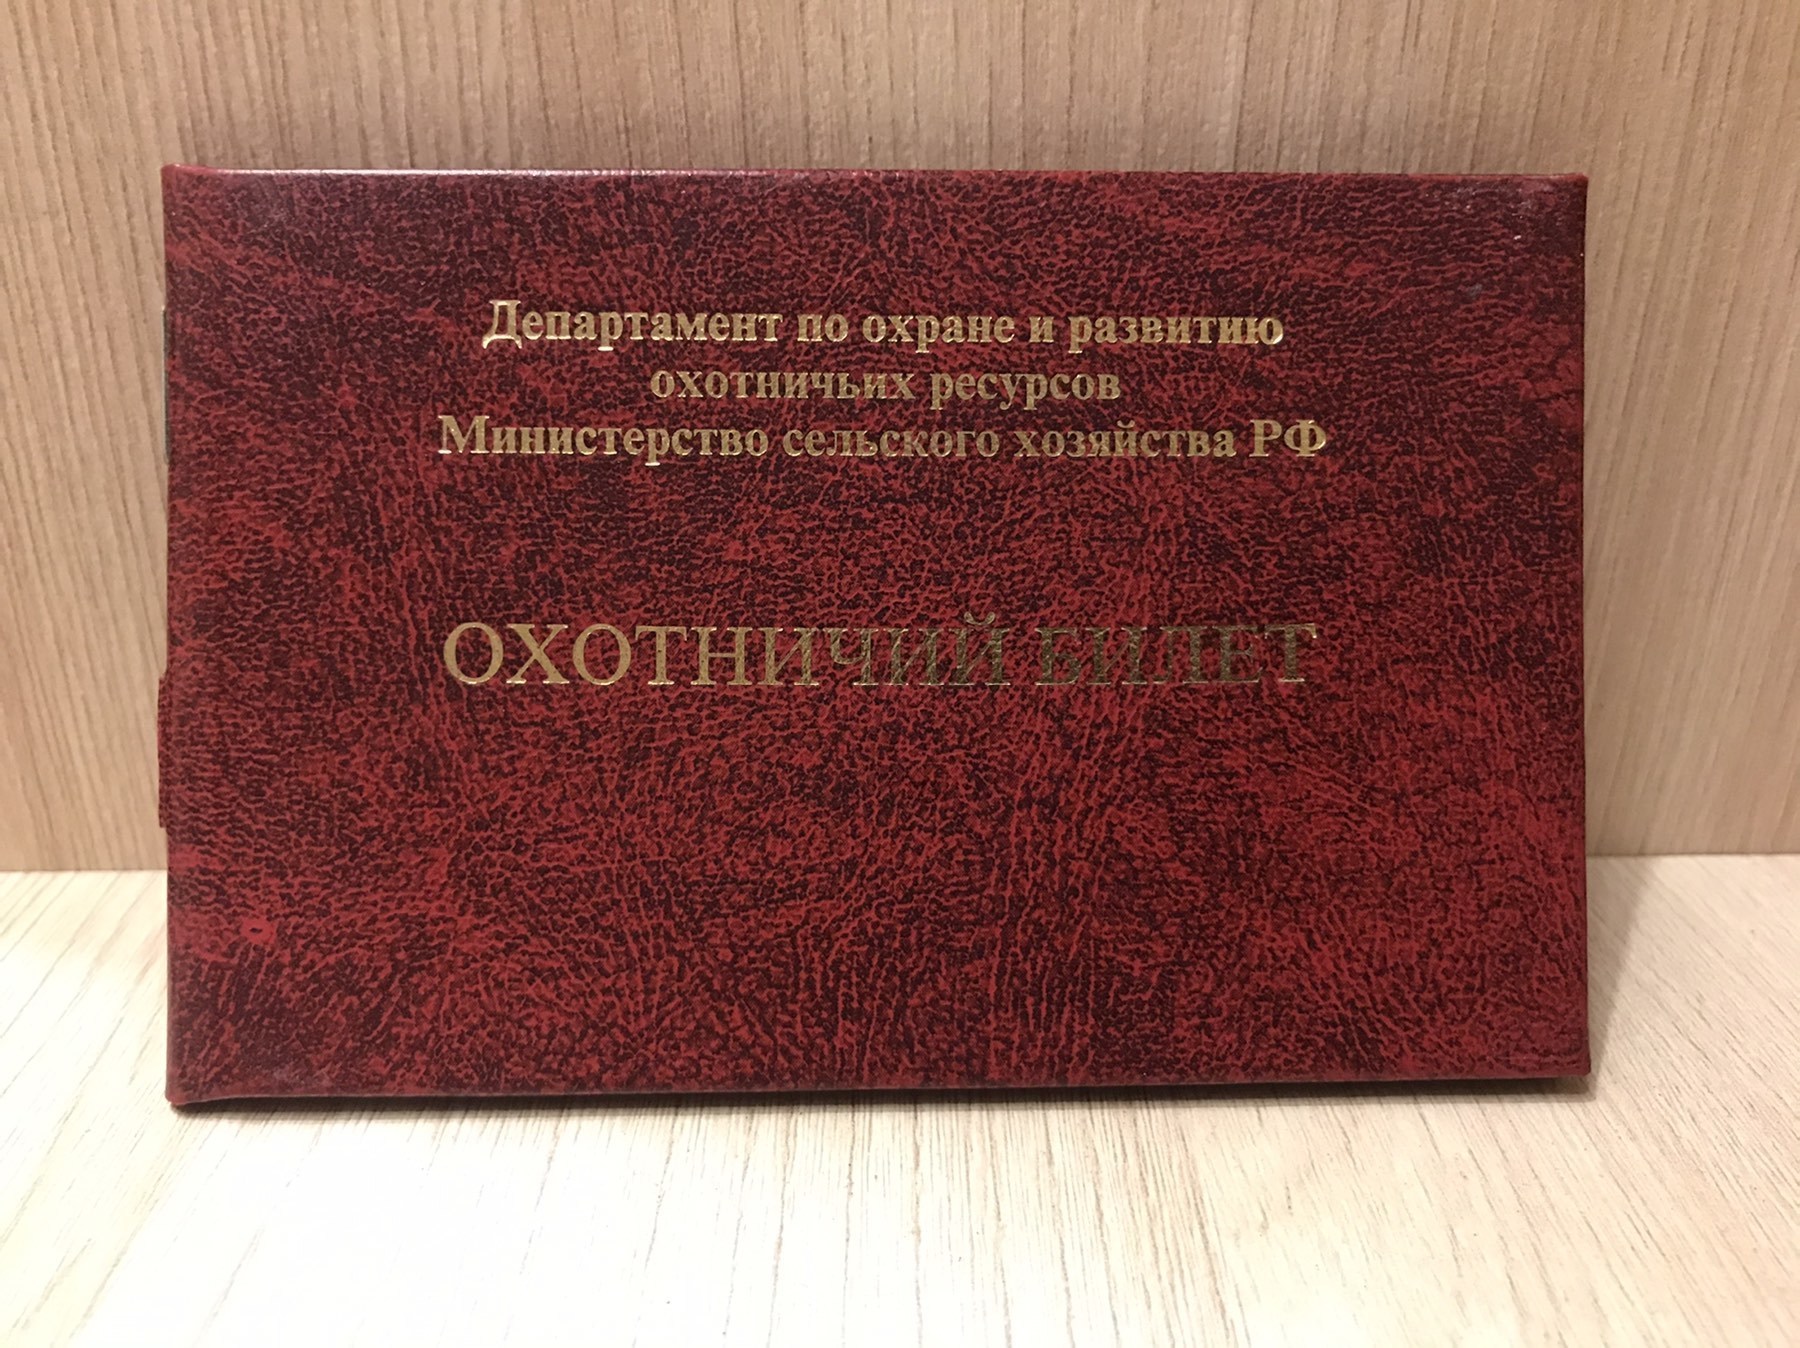 Департамент по охране и развитию
охотничьих ресурсов
Министерство сельского хозяйства РФ
ОХОТНИЧИЙ БИЛЕТ